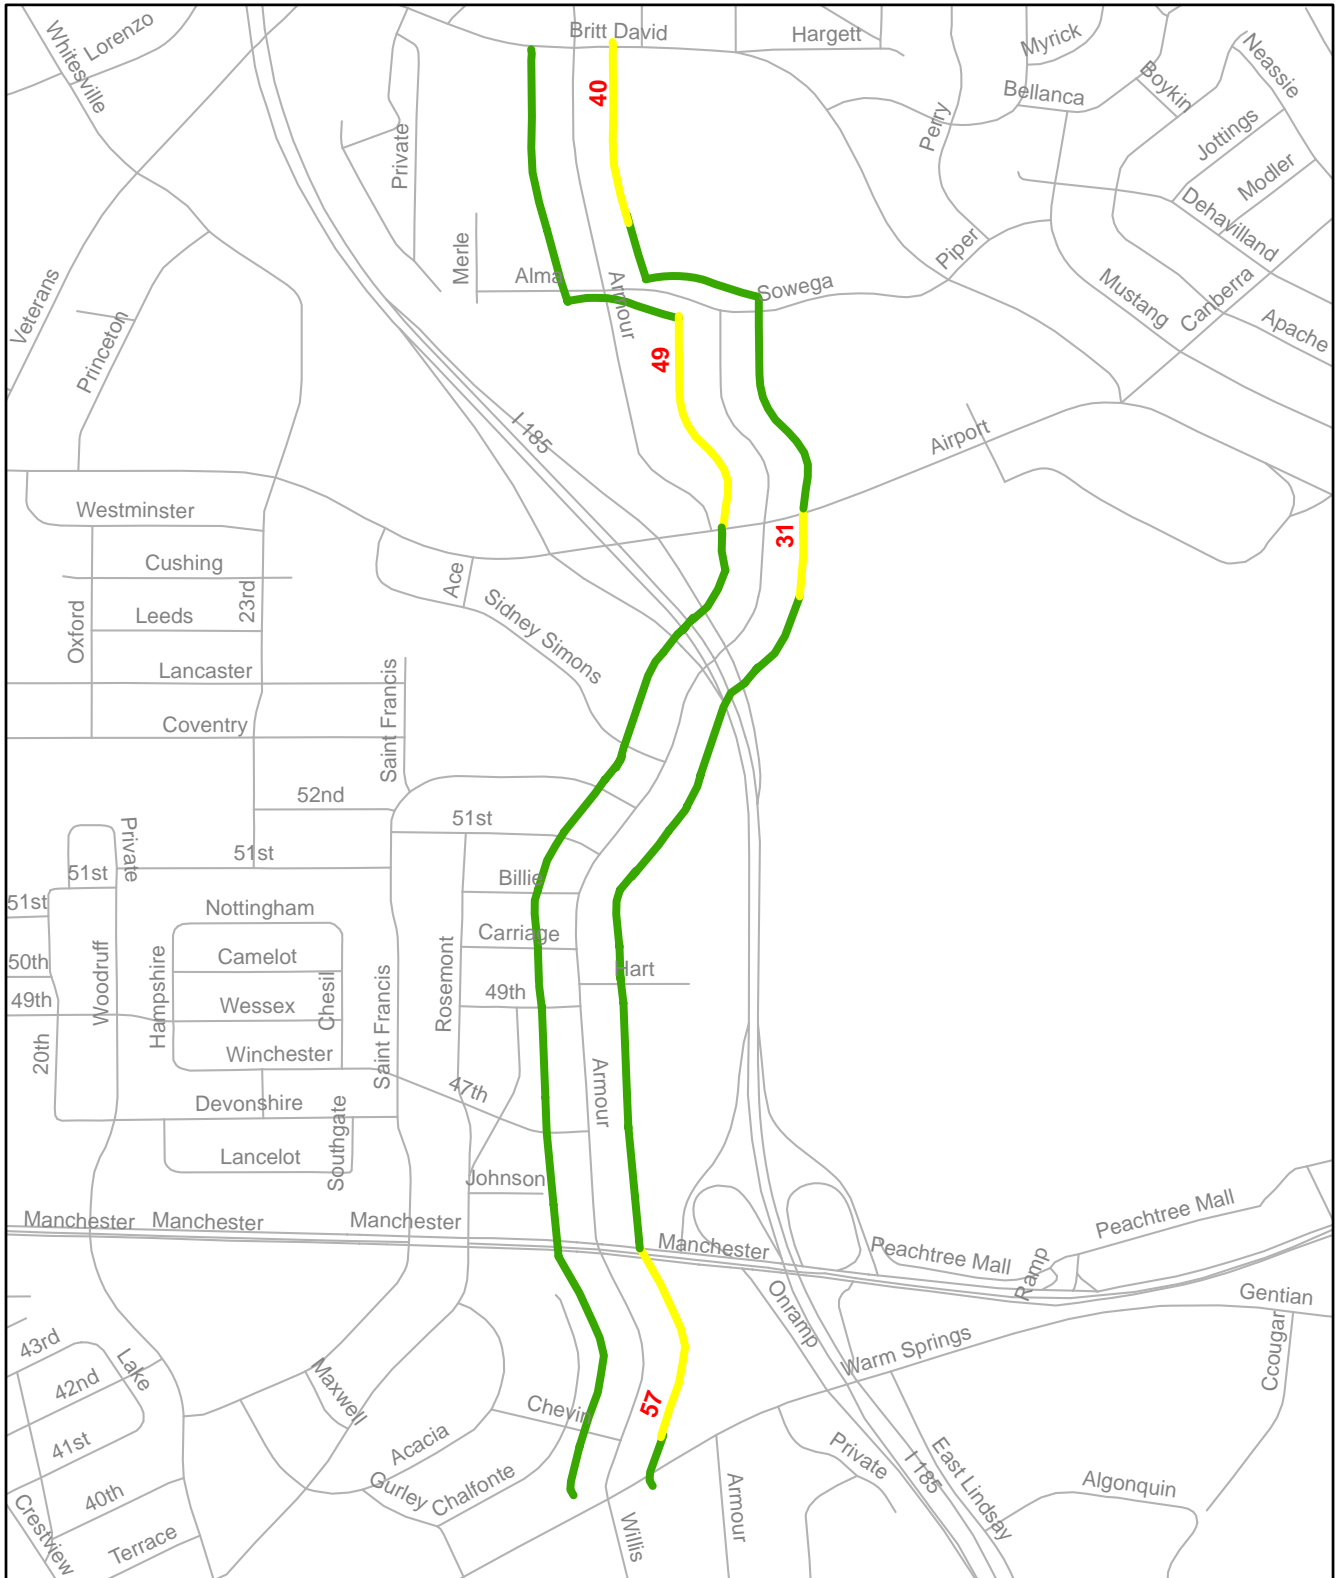 Britt David
Hargett
Lorenzo
Whitesville
Myrick
Neassie
Boykin
Bellanca
40
Perry
Private
Jottings
Modler
Dehavilland
Merle
Piper
Alma
Armour
Sowega
Mustang
Canberra
Apache
Veterans
Princeton
49
I 185
Airport
Westminster
31
Cushing
Ace
23rd
Leeds
Oxford
Sidney Simons
Lancaster
Saint Francis
Coventry
52nd
51st
Private
51st
51st
Billie
51st
Nottingham
Carriage
Camelot
50th
Woodruff
Hampshire
Chesil
Saint Francis
Rosemont
Hart
49th
49th
Wessex
20th
Winchester
47th
Armour
Devonshire
Southgate
Lancelot
Johnson
Manchester
Manchester
Manchester
Manchester
Peachtree Mall
Peachtree Mall
Ramp
Onramp
Gentian
Ccougar
Warm Springs
43rd
Lake
42nd
Maxwell
57
Chevin
41st
Acacia
Gurley
Chalfonte
Private
I 185
East Lindsay
Algonquin
40th
Armour
Crestview
Terrace
Willis